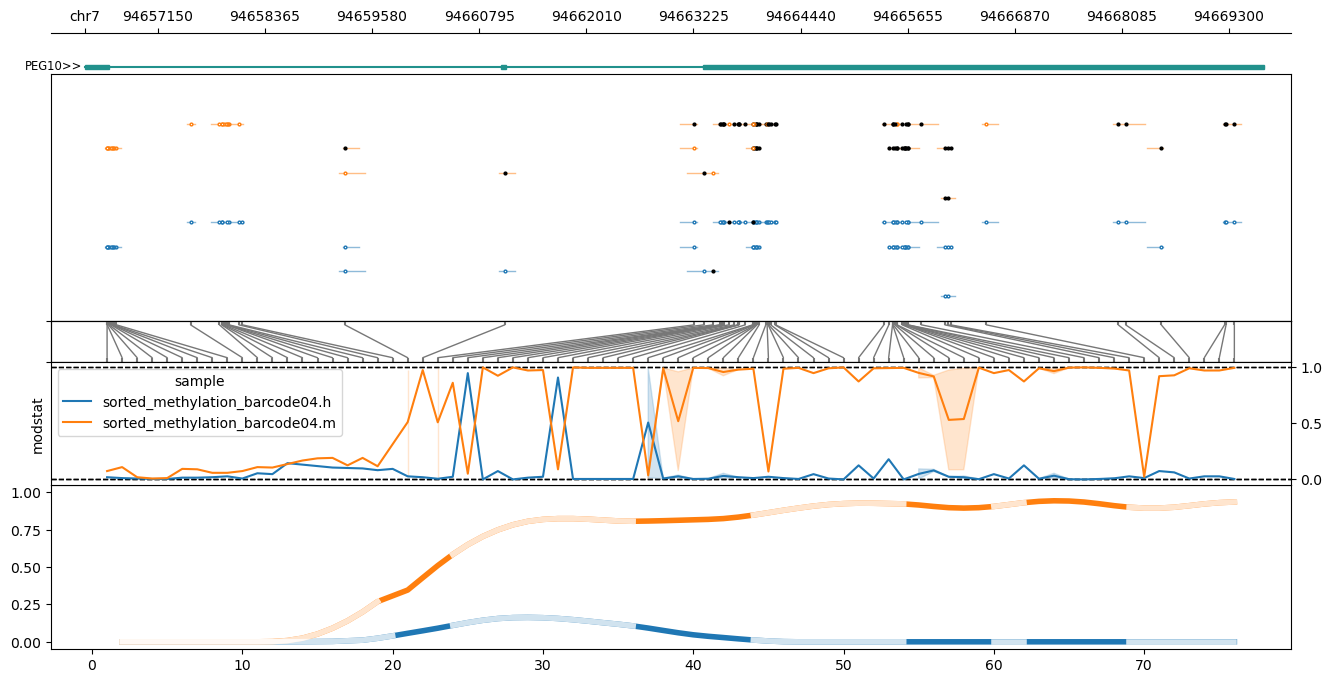 chr7 94657150 94658365 94659580 94660795 94662010 94663225 94664440 94665655 94666870 94668085 94669300
PEG10>>
sample
sorted_methylation_barcode04.h
sorted_methylation_barcode04.m
modstat
1.0
0.5
0.0
1.00
0.75
0.50
0.25
0.00
0 10 20 30 40 50 60 70